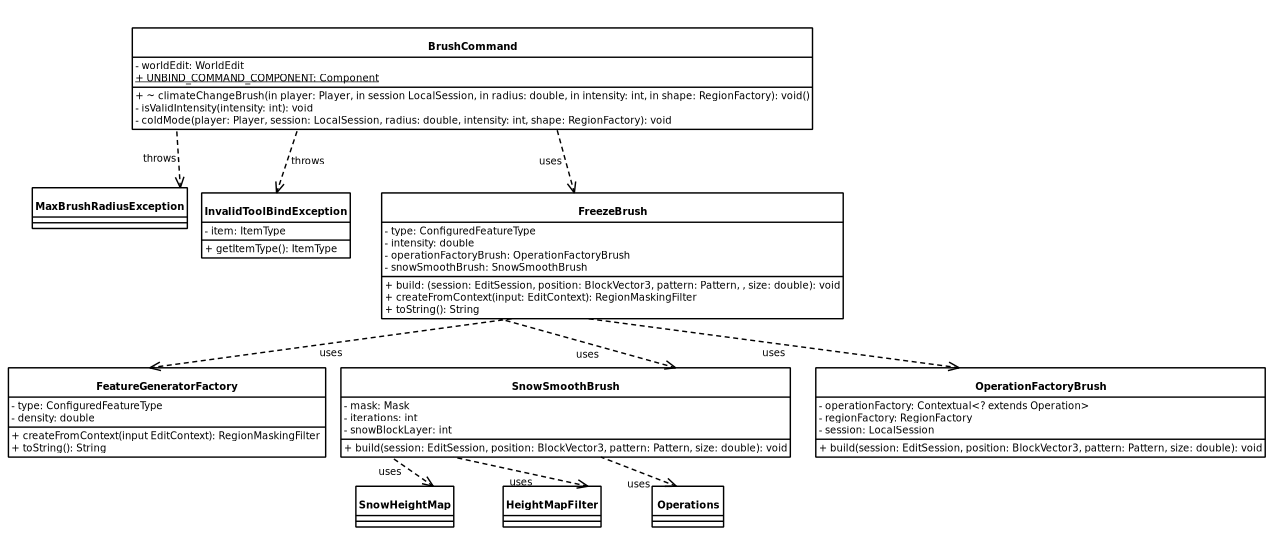 BrushCommand
- worldEdit: WorldEdit
+ UNBIND_COMMAND_COMPONENT: Component
+ ~ climateChangeBrush(in player: Player, in session LocalSession, in radius: double, in intensity: int, in shape: RegionFactory): void()
- isValidIntensity(intensity: int): void
- coldMode(player: Player, session: LocalSession, radius: double, intensity: int, shape: RegionFactory): void
throws
throws
uses
MaxBrushRadiusException
InvalidToolBindException
- item: ItemType
+ getItemType(): ItemType
FreezeBrush
- type: ConfiguredFeatureType
- intensity: double
- operationFactoryBrush: OperationFactoryBrush
- snowSmoothBrush: SnowSmoothBrush
+ build: (session: EditSession, position: BlockVector3, pattern: Pattern, , size: double): void
+ createFromContext(input: EditContext): RegionMaskingFilter
+ toString(): String
uses
uses
uses
FeatureGeneratorFactory
- type: ConfiguredFeatureType
- density: double
+ createFromContext(input EditContext): RegionMaskingFilter
+ toString(): String
SnowSmoothBrush
- mask: Mask
- iterations: int
- snowBlockLayer: int
+ build(session: EditSession, position: BlockVector3, pattern: Pattern, size: double): void
OperationFactoryBrush
- operationFactory: Contextual<? extends Operation>
- regionFactory: RegionFactory
- session: LocalSession
+ build(session: EditSession, position: BlockVector3, pattern: Pattern, size: double): void
uses
uses
uses
SnowHeightMap
HeightMapFilter
Operations